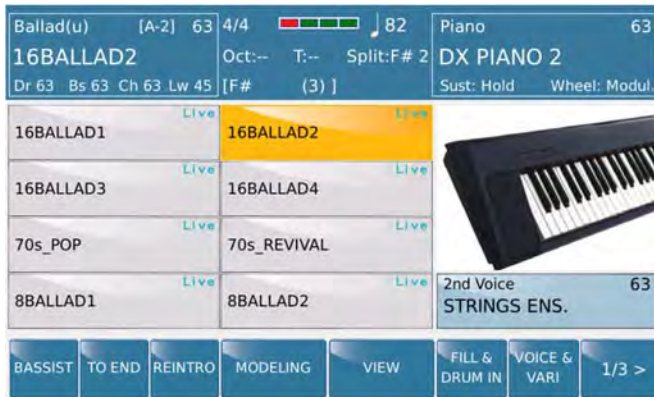 Ballad(u) [A-2] 63 4/4 82 Piano 63
16BALLAD2 Oct:-- T:-- Split:F# 2 DX PIANO 2
Dr 63 Bs 63 Ch 63 Lw 45 [F# (3) ] Sust: Hold Wheel: Modul.
Live Live
16BALLAD1 16BALLAD2
Live Live
16BALLAD3 16BALLAD4
Live Live
70s_POP 70s_REVIVAL
Live Live
8BALLAD1 8BALLAD2
2nd Voice 63
STRINGS ENS.
BASSIST TO END REINTRO MODELING VIEW FILL & DRUM IN VOICE & VARI 1/3 >